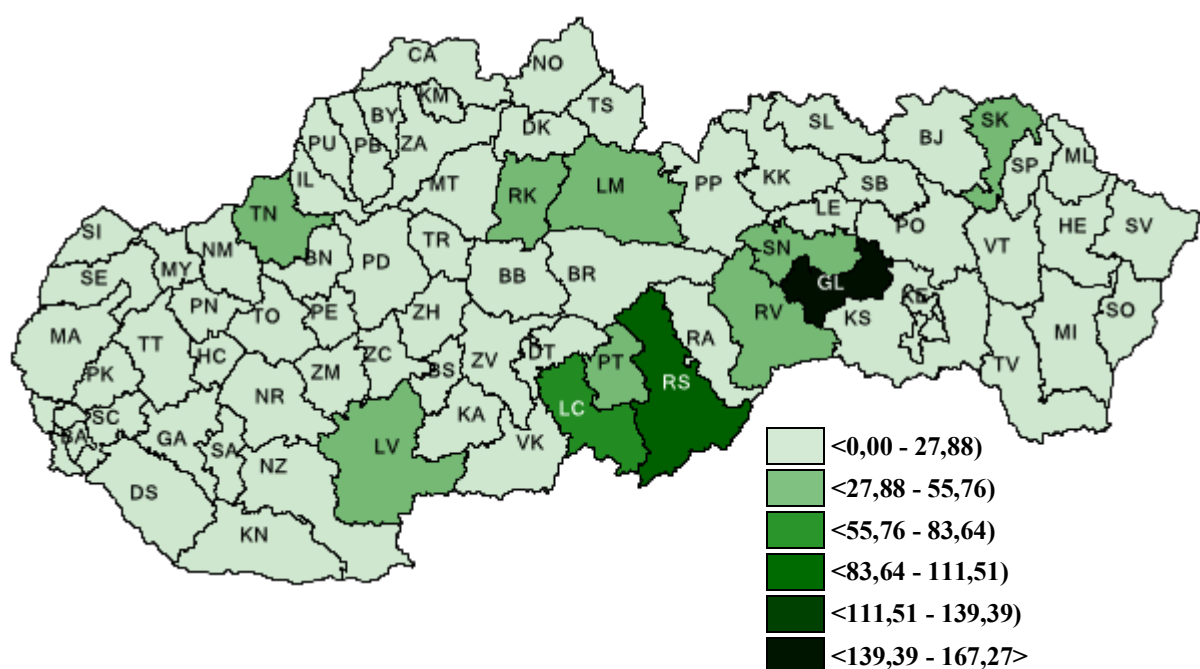 CA
NO
KM
TS
BY
PU
PB
ZA
DK
SL
BJ
SK
IL
MT
RK
LM
PP
KK
SB
SP
ML
TN
LE
PO
HE
SV
SI
NM
TR
SN
VT
SE
MY
BN
PD
BB
BR
GL
KE
PN
TO
PE
ZH
RV
KS
SO
MA
TT
HC
ZM
ZC
BS
ZV
DT
PT
RA
MI
PK
NR
RS
TV
SC
KA
LC
BA
GA
SA
NZ
LV
VK
DS
KN
<0,00 - 27,88)
<27,88 - 55,76)
<55,76 - 83,64)
<83,64 - 111,51)
<111,51 - 139,39)
<139,39 - 167,27>